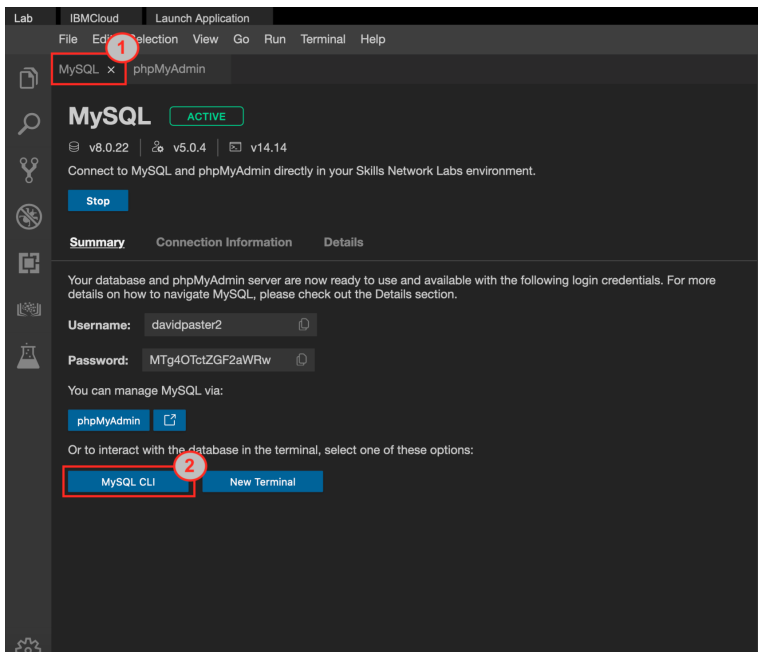 Lab IBMCloud Launch Application
File Edit Selection View Go Run Terminal Help
1
MySQL × phpMyAdmin
MySQL ACTIVE
v8.0.22 v5.0.4 v14.14
Connect to MySQL and phpMyAdmin directly in your Skills Network Labs environment.
Stop
Summary Connection Information Details
Your database and phpMyAdmin server are now ready to use and available with the following login credentials. For more
details on how to navigate MySQL, please check out the Details section.
Username: davidpaster2
Password: MTg4OTctZGF2aWRw
You can manage MySQL via:
phpMyAdmin
Or to interact with the database in the terminal, select one of these options:
2
MySQL CLI New Terminal